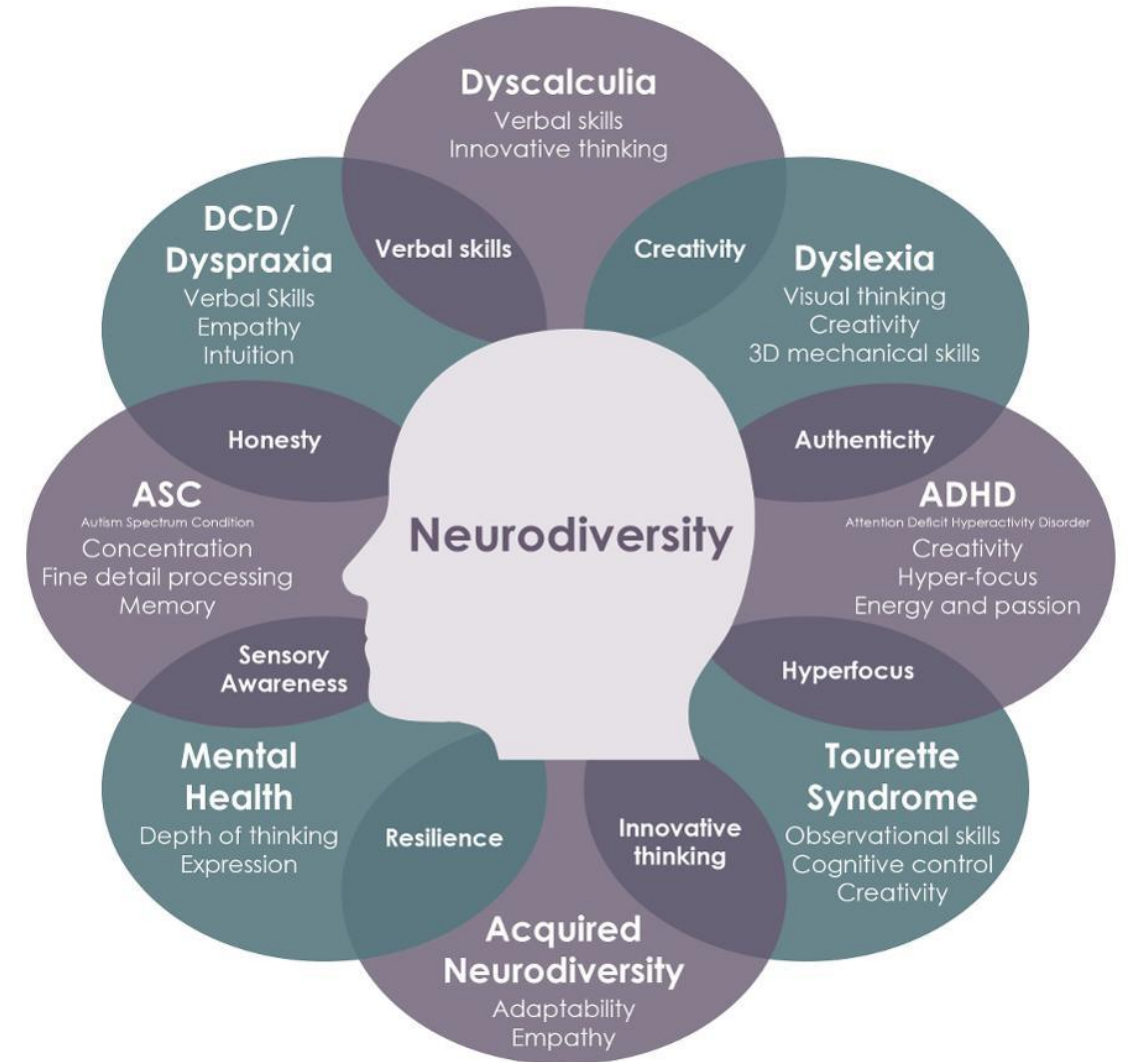 Dyscalculia
Verbal skills
Innovative thinking
Verbal skills
Creativity
DCD/
Dyspraxia
Verbal Skills
Empathy
Intuition
Dyslexia
Visual thinking
Creativity
3D mechanical skills
Honesty
Authenticity
ASC
Autism Spectrum Condition
Concentration
Fine detail processing
Memory
Neurodiversity
ADHD
Attention Deficit Hyperactivity Disorder
Creativity
Hyper-focus
Energy and passion
Sensory
Awareness
Hyperfocus
Mental
Health
Depth of thinking
Expression
Resilience
Innovative
thinking
Tourette
Syndrome
Observational skills
Cognitive control
Creativity
Acquired
Neurodiversity
Adaptability
Empathy